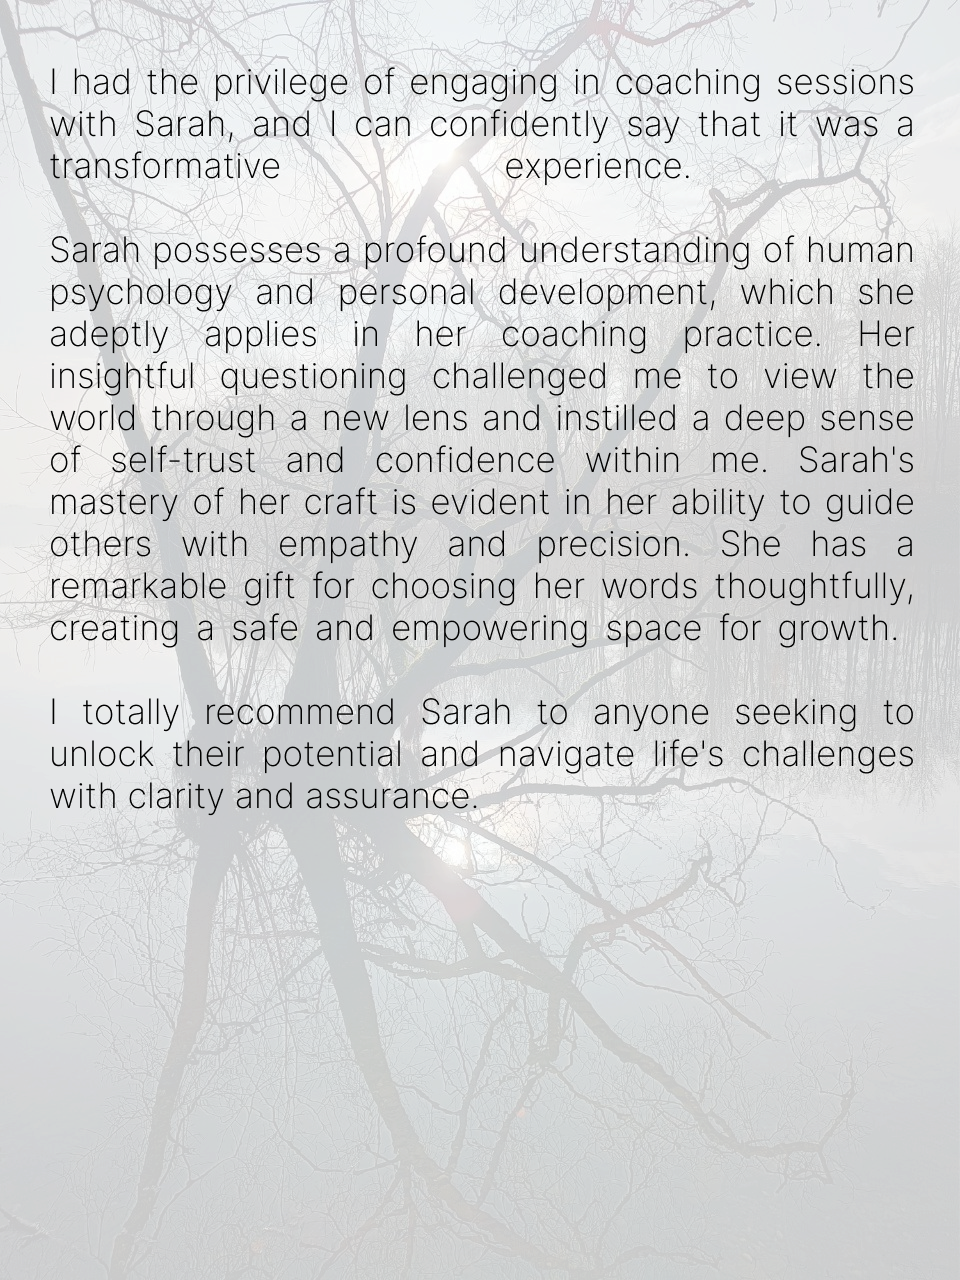 I had the privilege of engaging in coaching sessions
with Sarah, and I can confidently say that it was a
transformative experience.
Sarah possesses a profound understanding of human
psychology and personal development, which she
adeptly applies in her coaching practice. Her
insightful questioning challenged me to view the
world through a new lens and instilled a deep sense
of self-trust and confidence within me. Sarah's
mastery of her craft is evident in her ability to guide
others with empathy and precision. She has a
remarkable gift for choosing her words thoughtfully,
creating a safe and empowering space for growth.
I totally recommend Sarah to anyone seeking to
unlock their potential and navigate life's challenges
with clarity and assurance.